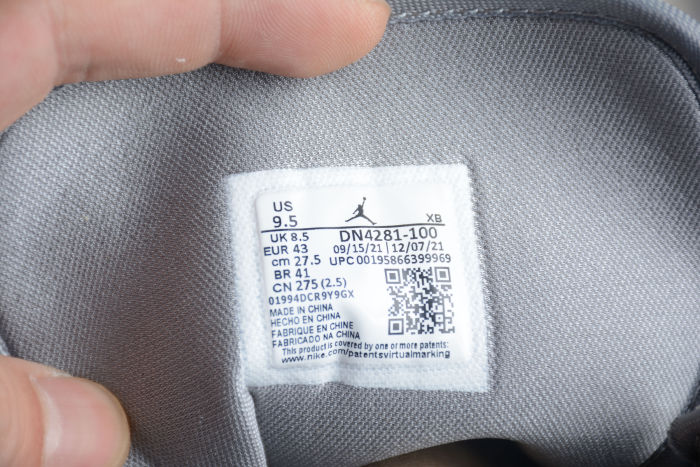 US
9.5 XB
UK 8.5 DN4281-100
EUR 43 09/15/21 | 12/07/21
cm 27.5 UPC 00195866399969
BR 41
CN 275 (2.5)
01994DCR9Y9GX
MADE IN CHINA
HECHO EN CHINA
FABRIQUE EN CHINE
FABRICADO NA CHINA
This product is covered by one or more patents:
www.nike.com/patentsvirtualmarking